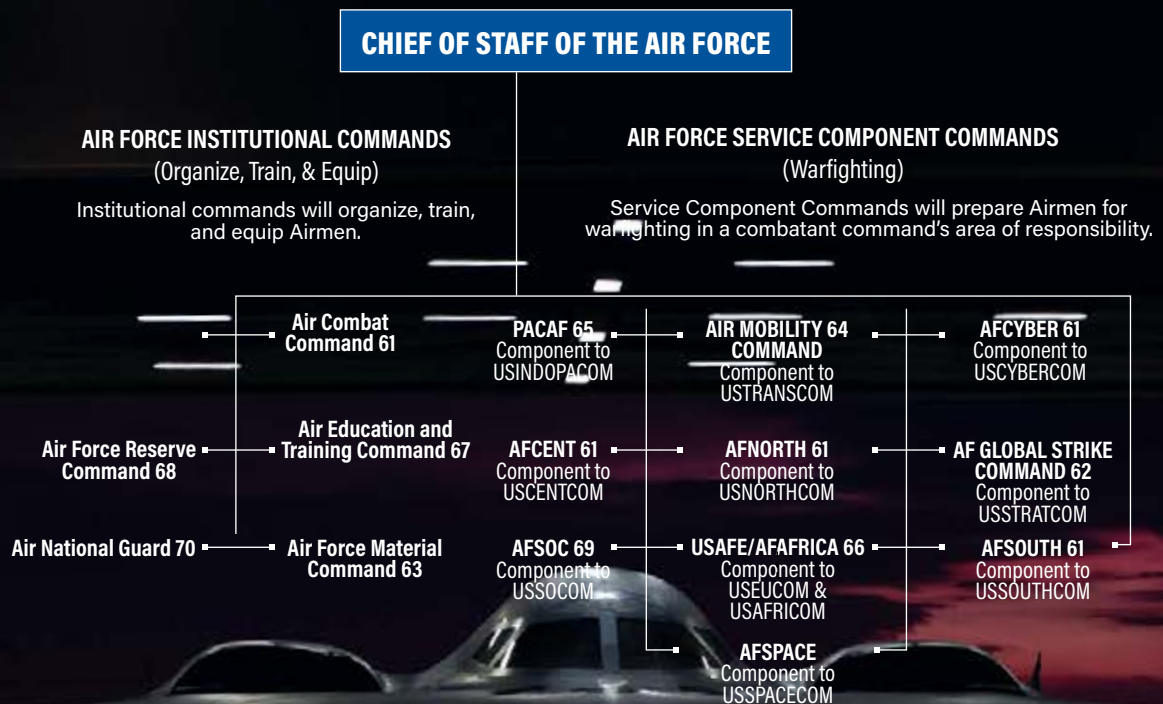 CHIEF OF STAFF OF THE AIR FORCE
AIR FORCE INSTITUTIONAL COMMANDS
(Organize, Train, & Equip)
Institutional commands will organize, train,
and equip Airmen.
AIR FORCE SERVICE COMPONENT COMMANDS
(Warfighting)
Service Component Commands will prepare Airmen for
warfighting in a combatant command's area of responsibility.
Air Combat
Command 61
Air Force Reserve
Command 68
Air Education and
Training Command 67
Air National Guard 70
Air Force Material
Command 63
PACAF 65
Component to
USINDOPACOM
AIR MOBILITY 64
COMMAND
Component to
USTRANSCOM
AFCYBER 61
Component to
USCYBERCOM
AFCENT 61
Component to
USCENTCOM
AFNORTH 61
Component to
USNORTHCOM
AF GLOBAL STRIKE
COMMAND 62
Component to
USSTRATCOM
AFSOC 69
Component to
USSOCOM
USAFE/AFAFRICA 66
Component to
USEUCOM &
USAFRICOM
AFSOUTH 61
Component to
USSOUTHCOM
AFSPACE
Component to
USSPACECOM